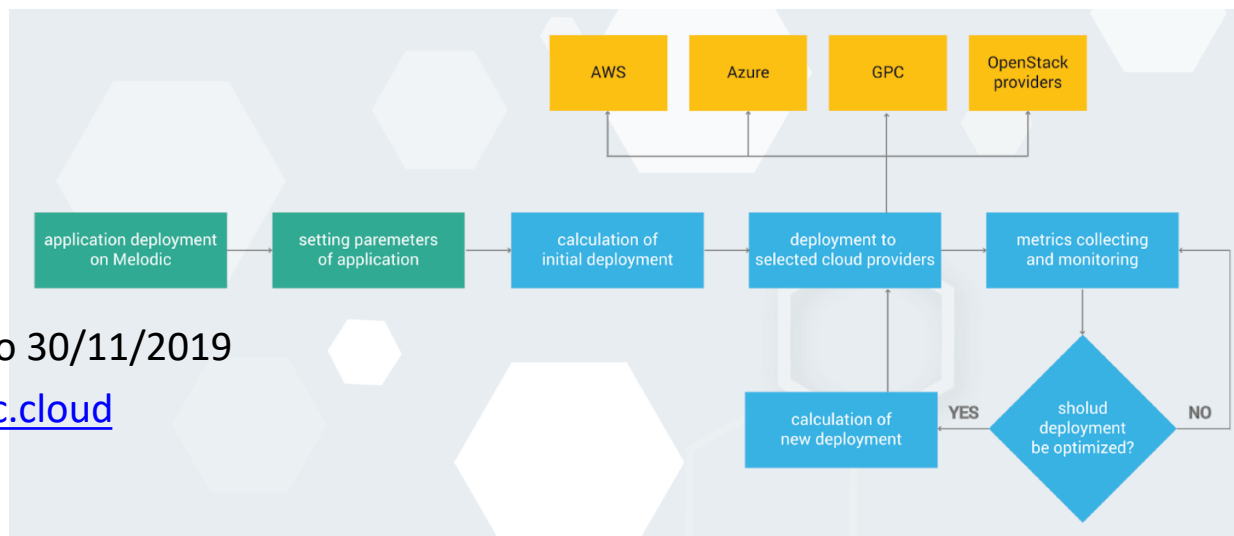 AWS
Azure
GPC
OpenStack
providers
application deployment
on Melodic
setting paremeters
of application
calculation of
initial deployment
deployment to
selected cloud providers
metrics collecting
and monitoring
o 30/11/2019
c.cloud
calculation of
new deployment
YES
sholud
deployment
be optimized?
NO